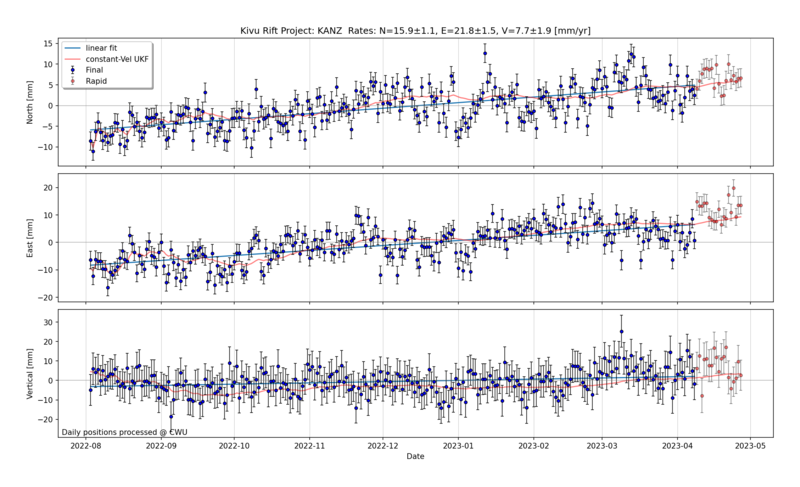 Kivu Rift Project: KANZ  Rates: N=15.9±1.1, E=21.8±1.5, V=7.7±1.9 [mm/yr]
linear fit
constant-Vel UKF
Final
Rapid
North [mm]
15
10
5
0
−5
−10
East [mm]
20
10
0
−10
−20
Vertical [mm]
30
20
10
0
−10
−20
Daily positions processed @ CWU
2022-08
2022-09
2022-10
2022-11
2022-12
2023-01
2023-02
2023-03
2023-04
2023-05
Date